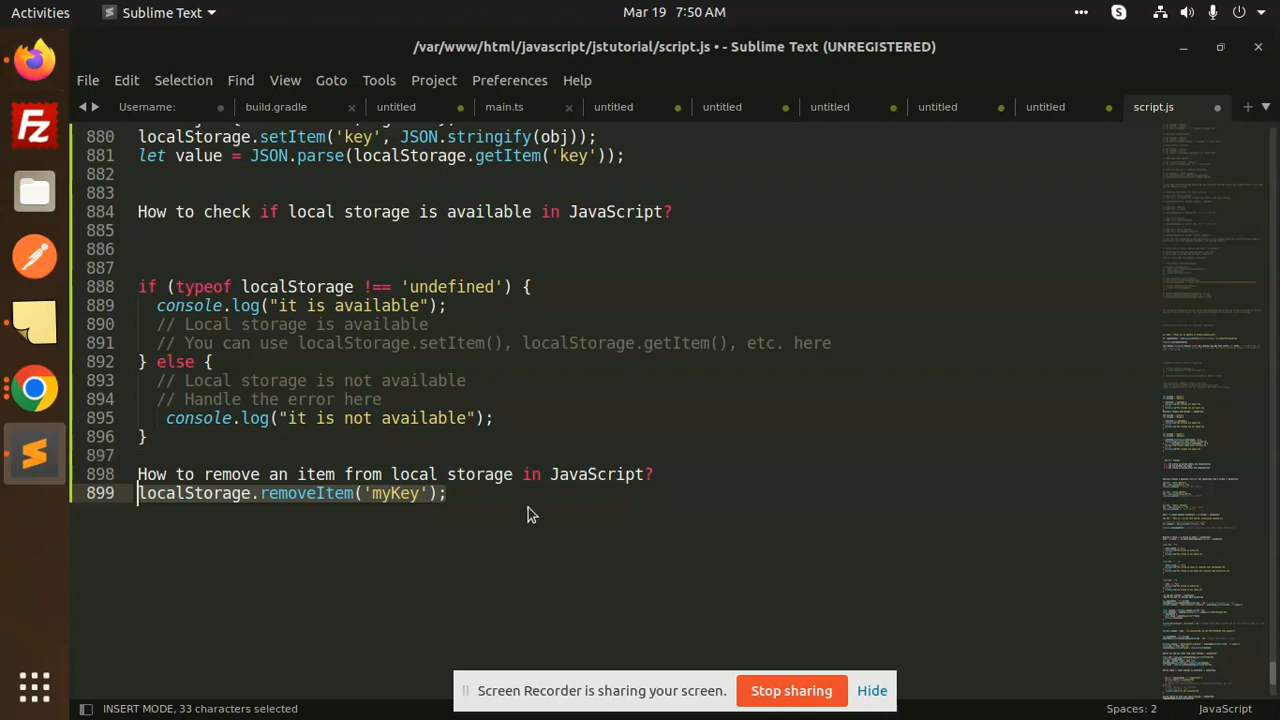 Activities
Sublime Text
Mar 19 7:50 AM
/var/www/html/javascript/jstutorial/script.js • - Sublime Text (UNREGISTERED)
File Edit Selection Find View Goto Tools Project Preferences Help
Username: build.gradle untitled main.ts untitled untitled untitled untitled untitled script.js
880 localStorage.setItem('key', JSON.stringify(obj));
881 let value = JSON.parse(localStorage.getItem('key'));
882
883
884 How to check if local storage is available in JavaScript?
885
886
887
888 if (typeof localStorage !== 'undefined') {
889 console.log("it is available");
890 // Local storage is available
891 // You can use localStorage.setItem(), localStorage.getItem(), etc. here
892 } else {
893 // Local storage is not available
894 // Handle the error here
895 console.log("it is not available");
896 }
897
898 How to remove an item from local storage in JavaScript?
899 localStorage.removeItem('myKey');
Screen Recorder is sharing your screen. Stop sharing Hide
INSERT MODE, 33 characters selected
Spaces: 2 JavaScript